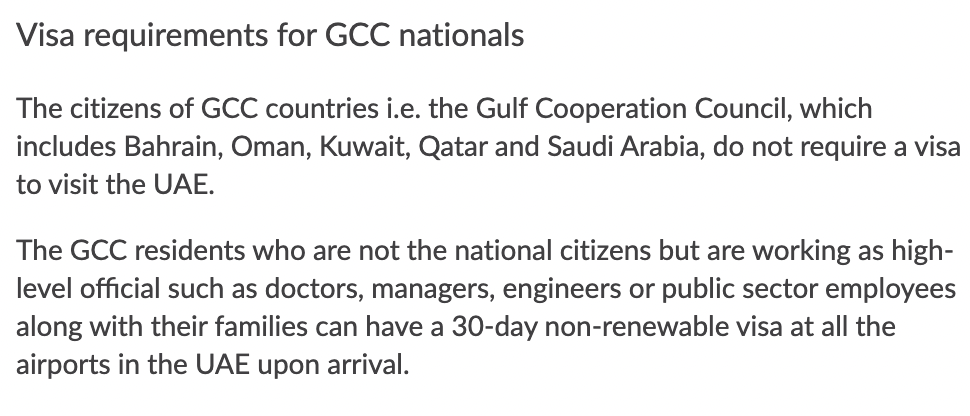 Visa requirements for GCC nationals
The citizens of GCC countries i.e. the Gulf Cooperation Council, which
includes Bahrain, Oman, Kuwait, Qatar and Saudi Arabia, do not require a visa
to visit the UAE.
The GCC residents who are not the national citizens but are working as high-
level official such as doctors, managers, engineers or public sector employees
along with their families can have a 30-day non-renewable visa at all the
airports in the UAE upon arrival.